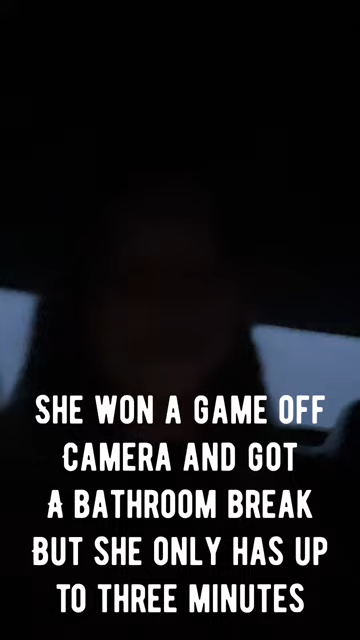 SHE WON A GAME OFF
CAMERA AND GOT
A BATHROOM BREAK
BUT SHE ONLY HAS UP
TO THREE MINUTES